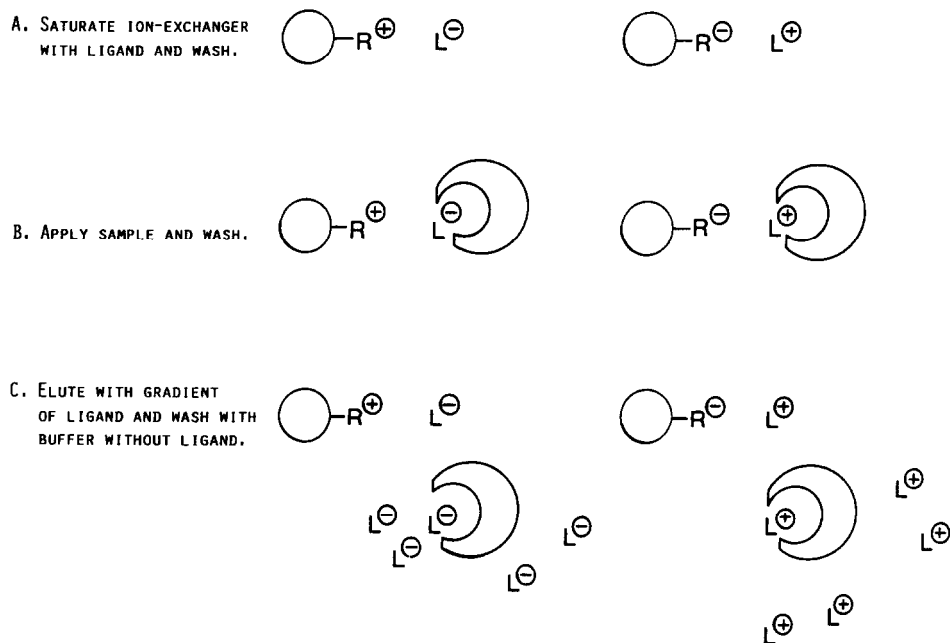 A. SATURATE ION-EXCHANGER
WITH LIGAND AND WASH.
R⊕ L⊖ R⊖ L⊕
B. APPLY SAMPLE AND WASH.
R⊕ L⊖ R⊖ L⊕
C. ELUTE WITH GRADIENT
OF LIGAND AND WASH WITH
BUFFER WITHOUT LIGAND.
R⊕ L⊖ R⊖ L⊕
L⊖ L⊖ L⊖ L⊖ L⊖
L⊕ L⊕ L⊕ L⊕ L⊕